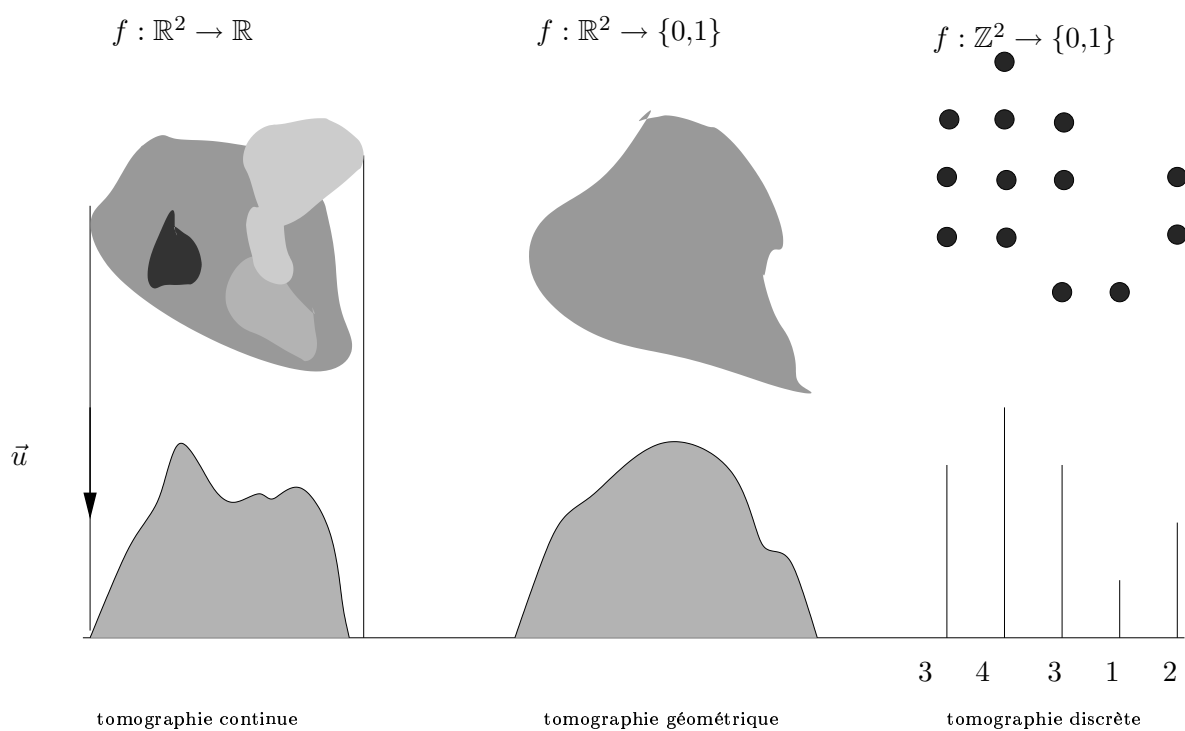 f : ℝ² → ℝ
f : ℝ² → {0,1}
f : ℤ² → {0,1}
u⃗
3 4 3 1 2
tomographie continue
tomographie géométrique
tomographie discrète